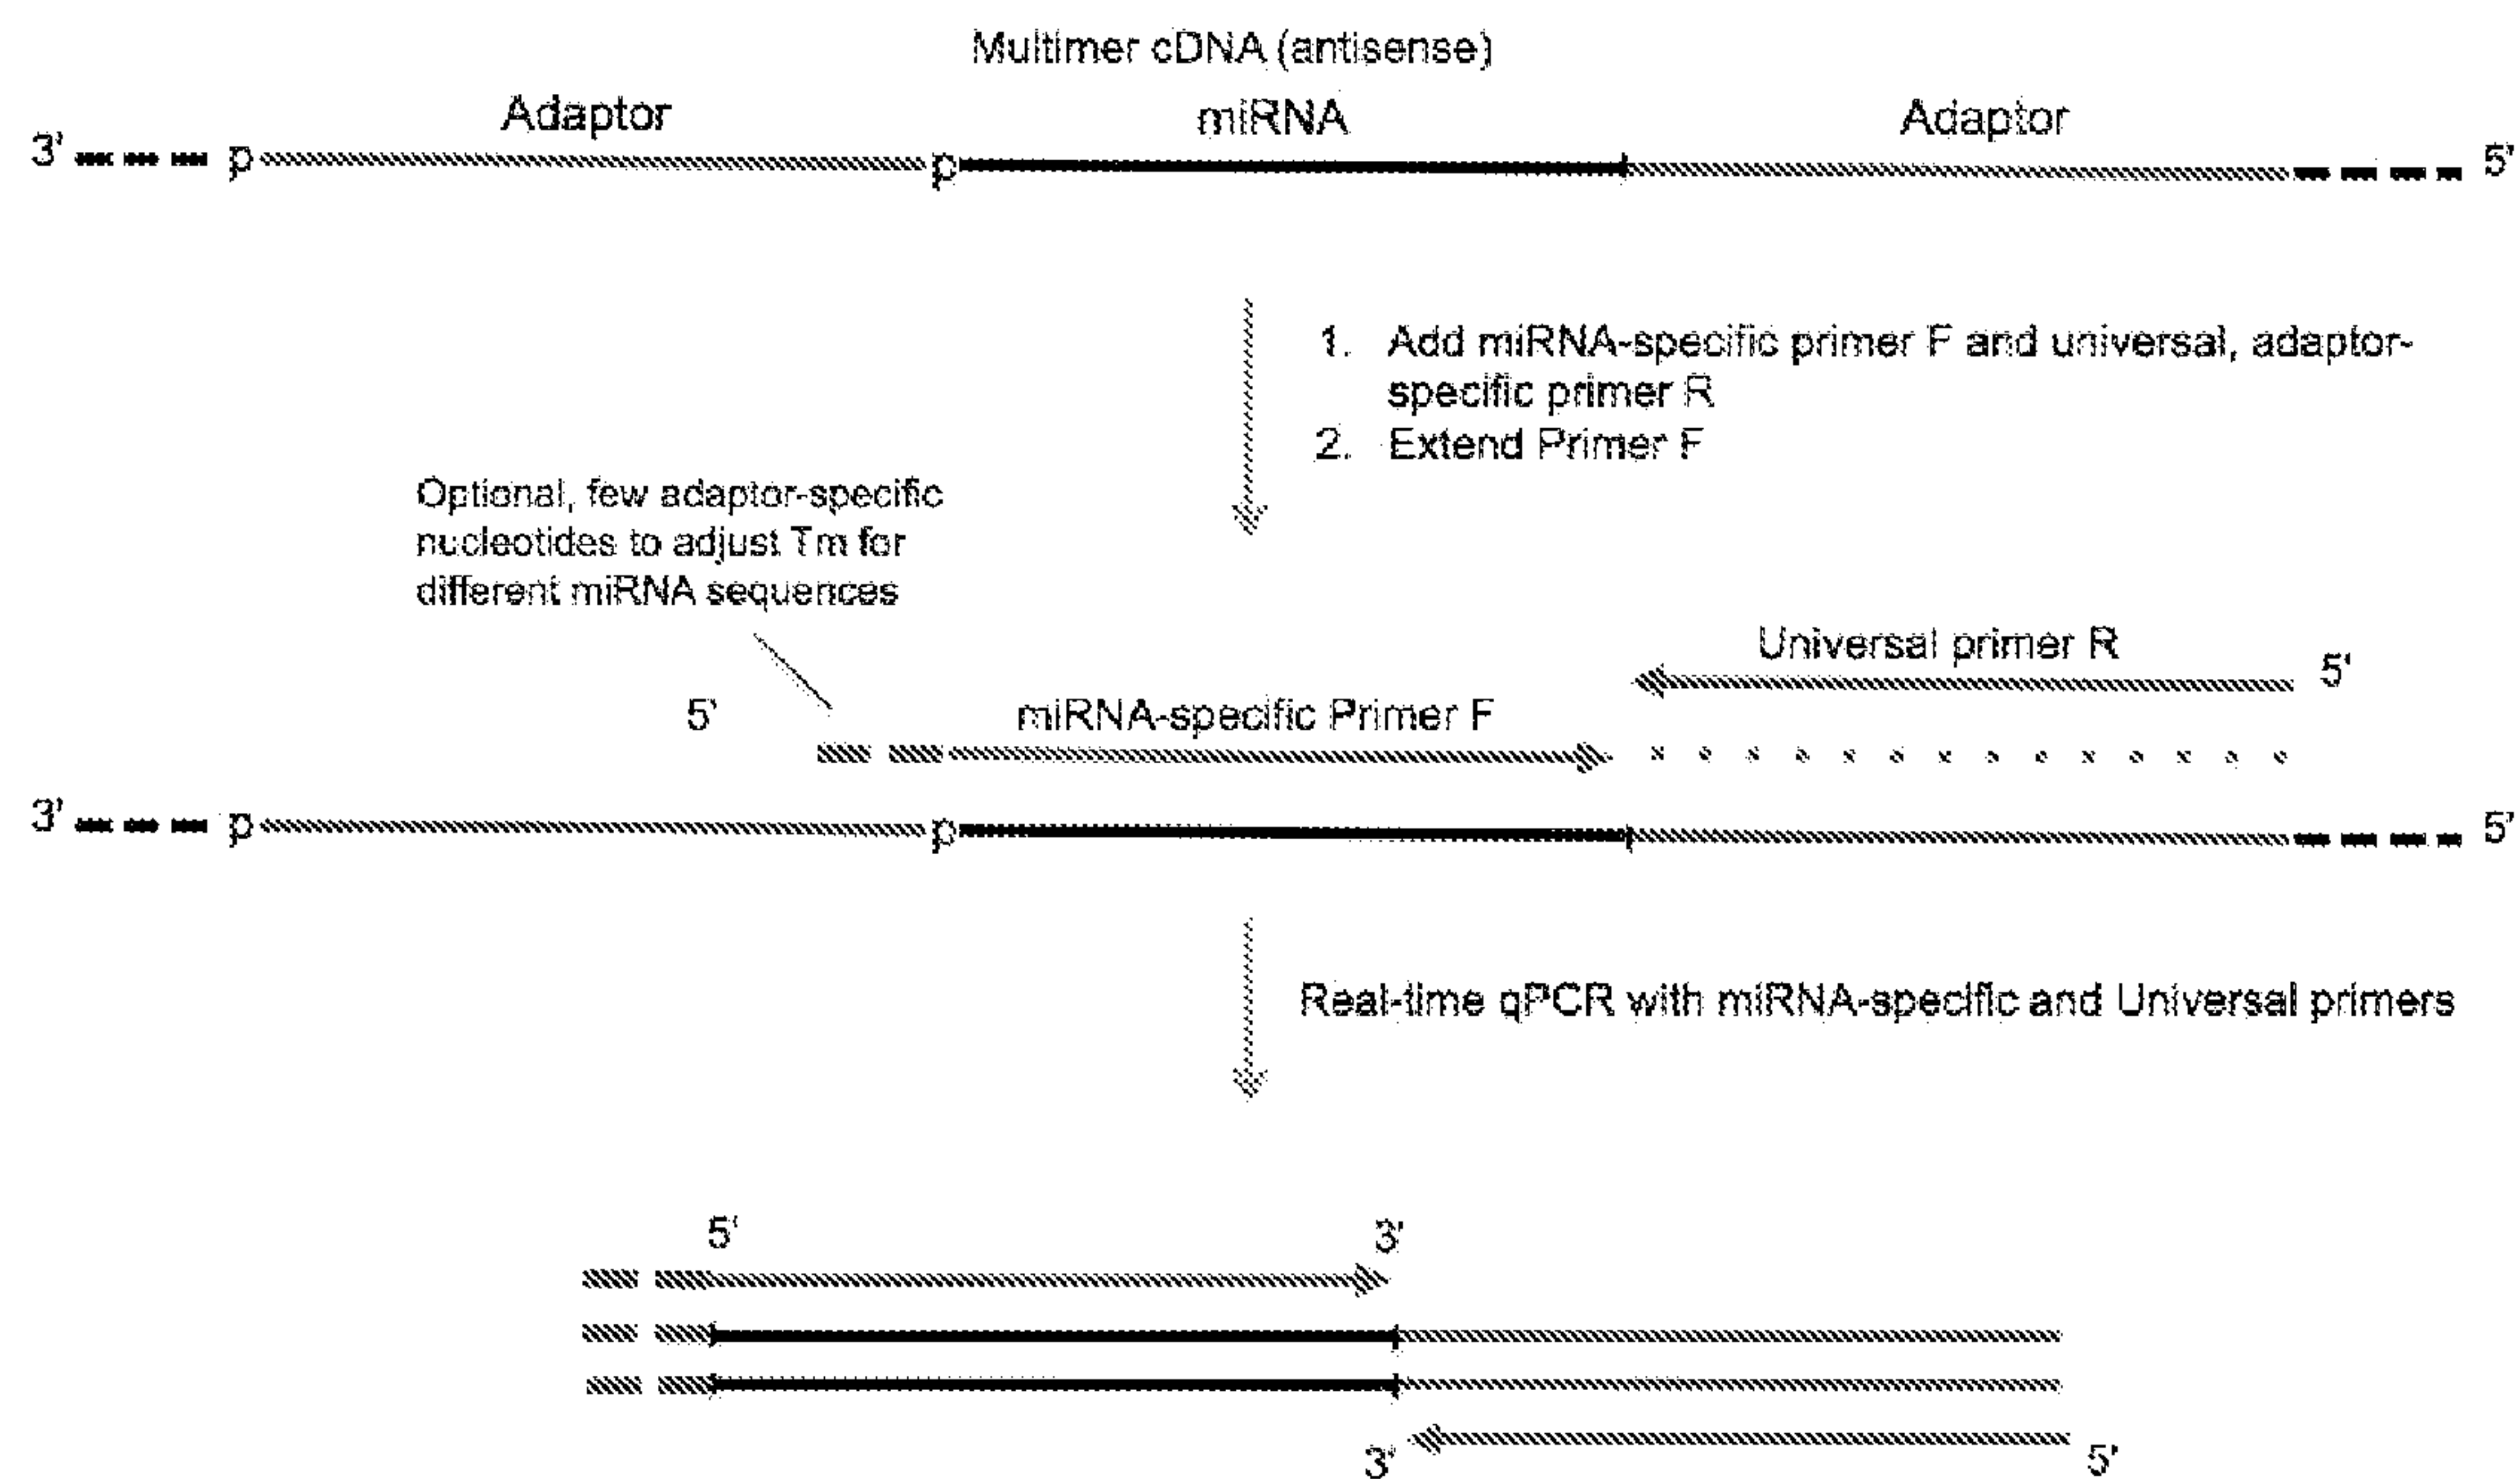 Multimer cDNA (antisense)
Adaptor miRNA Adaptor
3' p p 5'
1. Add miRNA-specific primer F and universal, adaptor-
specific primer R
2. Extend Primer F
Optional, few adaptor-specific
nucleotides to adjust Tm for
different miRNA sequences
Universal primer R
5'
5' miRNA-specific Primer F
3' p p 5'
Real-time qPCR with miRNA-specific and Universal primers
5' 3'
3' 5'